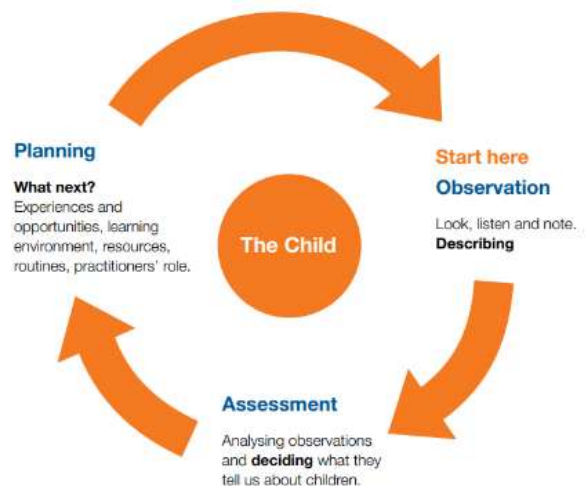 Planning
What next?
Experiences and
opportunities, learning
environment, resources,
routines, practitioners' role.
The Child
Start here
Observation
Look, listen and note.
Describing
Assessment
Analysing observations
and deciding what they
tell us about children.